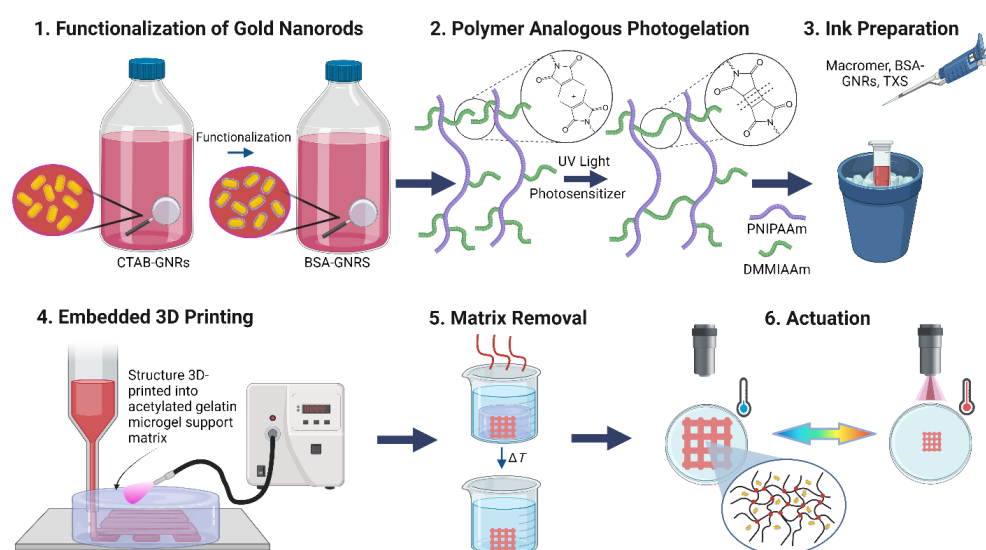 1. Functionalization of Gold Nanorods
2. Polymer Analogous Photogelation
3. Ink Preparation
Functionalization
CTAB-GNRs
BSA-GNRS
O
N
O
+
O
N
O
O
N
O
O
N
O
UV Light
Photosensitizer
PNIPAAm
DMMIAAm
Macromer, BSA-
GNRs, TXS
4. Embedded 3D Printing
5. Matrix Removal
6. Actuation
Structure 3D-
printed into
acetylated gelatin
microgel support
matrix
ΔT